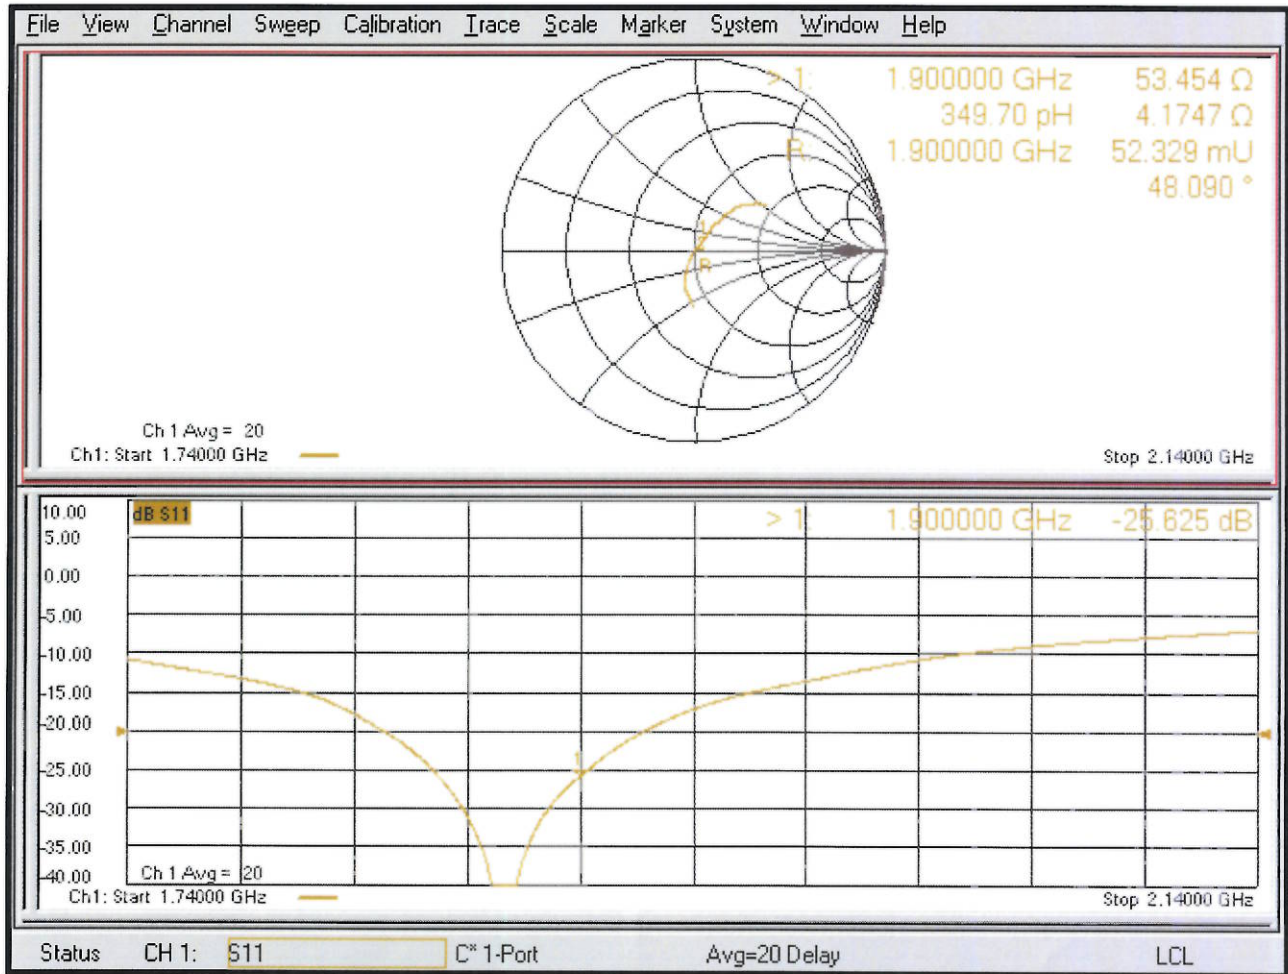 File View Channel Sweep Calibration Trace Scale Marker System Window Help
> 1: 1.900000 GHz 53.454 Ω
349.70 pH 4.1747 Ω
R: 1.900000 GHz 52.329 mU
48.090 °
1
R
Ch 1 Avg = 20
Ch1: Start 1.74000 GHz
Stop 2.14000 GHz
10.00
dB S11
> 1: 1.900000 GHz -25.625 dB
5.00
0.00
-5.00
-10.00
-15.00
-20.00
1
-25.00
-30.00
-35.00
-40.00
Ch 1 Avg = 20
Ch1: Start 1.74000 GHz
Stop 2.14000 GHz
Status CH 1: S11 C* 1-Port Avg=20 Delay LCL